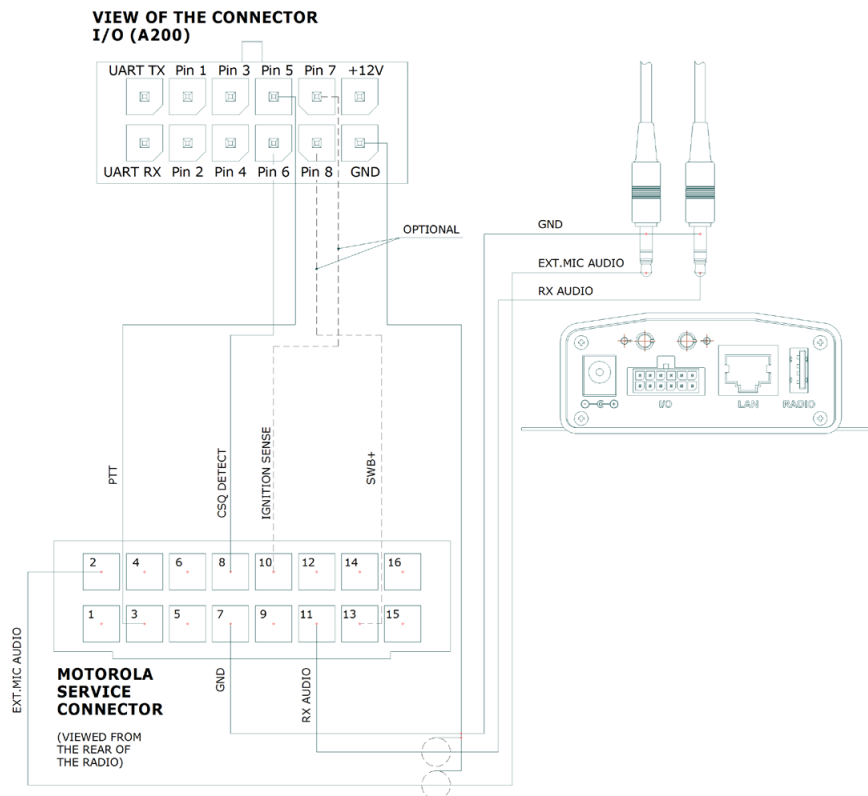 VIEW OF THE CONNECTOR
I/O (A200)
UART TX Pin 1 Pin 3 Pin 5 Pin 7 +12V
UART RX Pin 2 Pin 4 Pin 6 Pin 8 GND
OPTIONAL
GND
EXT.MIC AUDIO
RX AUDIO
I/O LAN RADIO
PTT
CSQ DETECT
IGNITION SENSE
SWB+
2 4 6 8 10 12 14 16
1 3 5 7 9 11 13 15
EXT.MIC AUDIO
GND
RX AUDIO
MOTOROLA
SERVICE
CONNECTOR
(VIEWED FROM
THE REAR OF
THE RADIO)